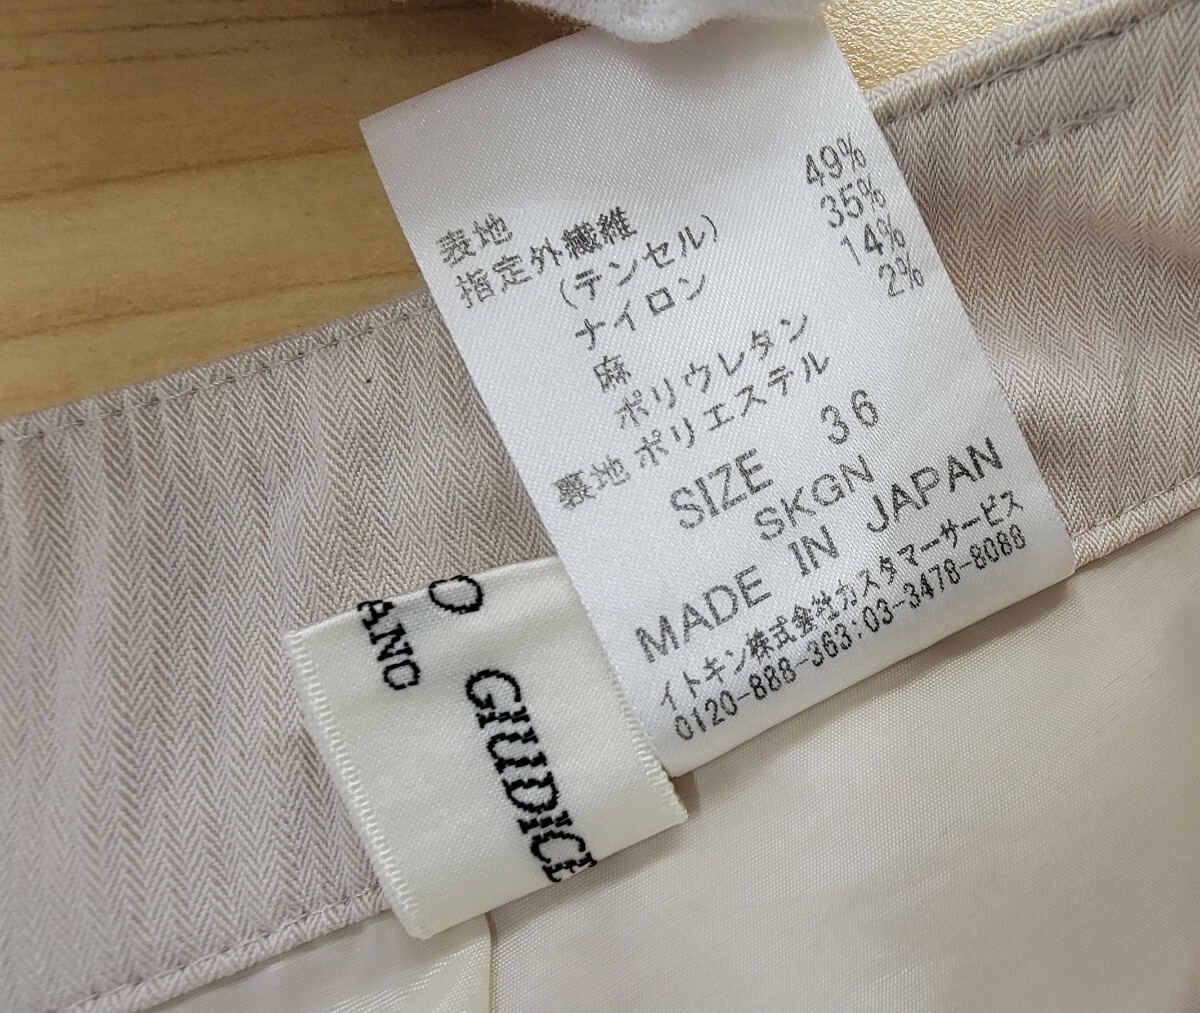 表地
指定外繊維 49%
(テンセル)
ナイロン 35%
麻 14%
ポリウレタン 2%
裏地 ポリエステル
SIZE 36
SKGN
MADE IN JAPAN
イトキン株式会社カスタマーサービス
0120-888-363:03-3478-8088
O
ANO
GIUDICE